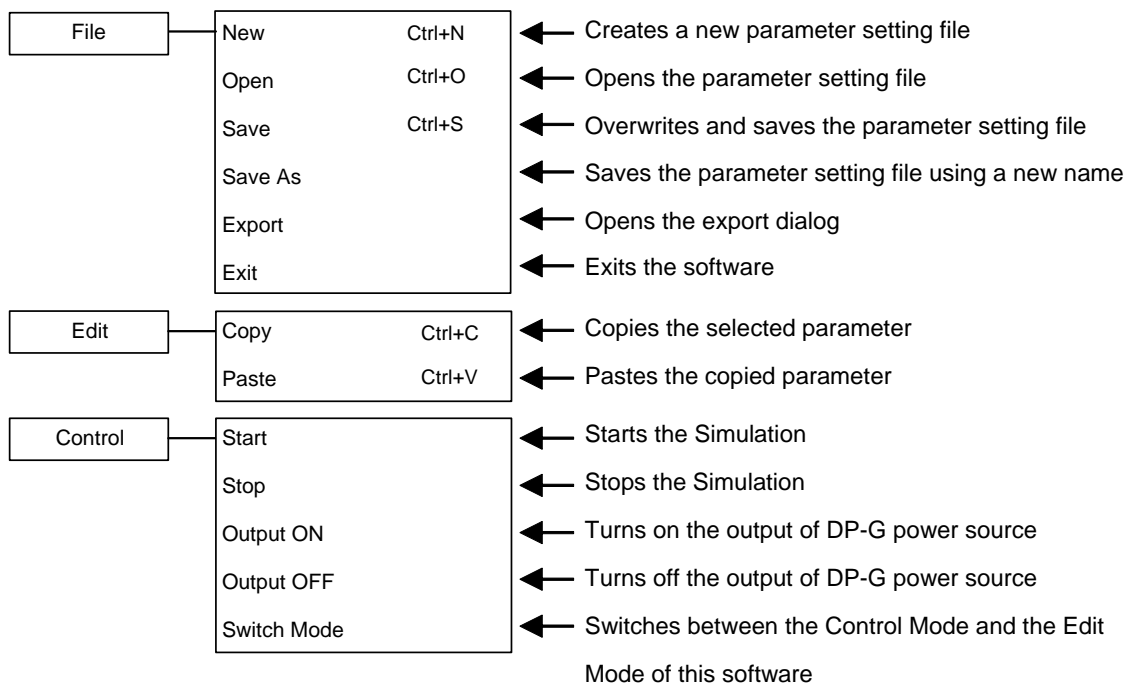 File
New Ctrl+N Creates a new parameter setting file
Open Ctrl+O Opens the parameter setting file
Save Ctrl+S Overwrites and saves the parameter setting file
Save As Saves the parameter setting file using a new name
Export Opens the export dialog
Exit Exits the software
Edit
Copy Ctrl+C Copies the selected parameter
Paste Ctrl+V Pastes the copied parameter
Control
Start Starts the Simulation
Stop Stops the Simulation
Output ON Turns on the output of DP-G power source
Output OFF Turns off the output of DP-G power source
Switch Mode Switches between the Control Mode and the Edit
Mode of this software